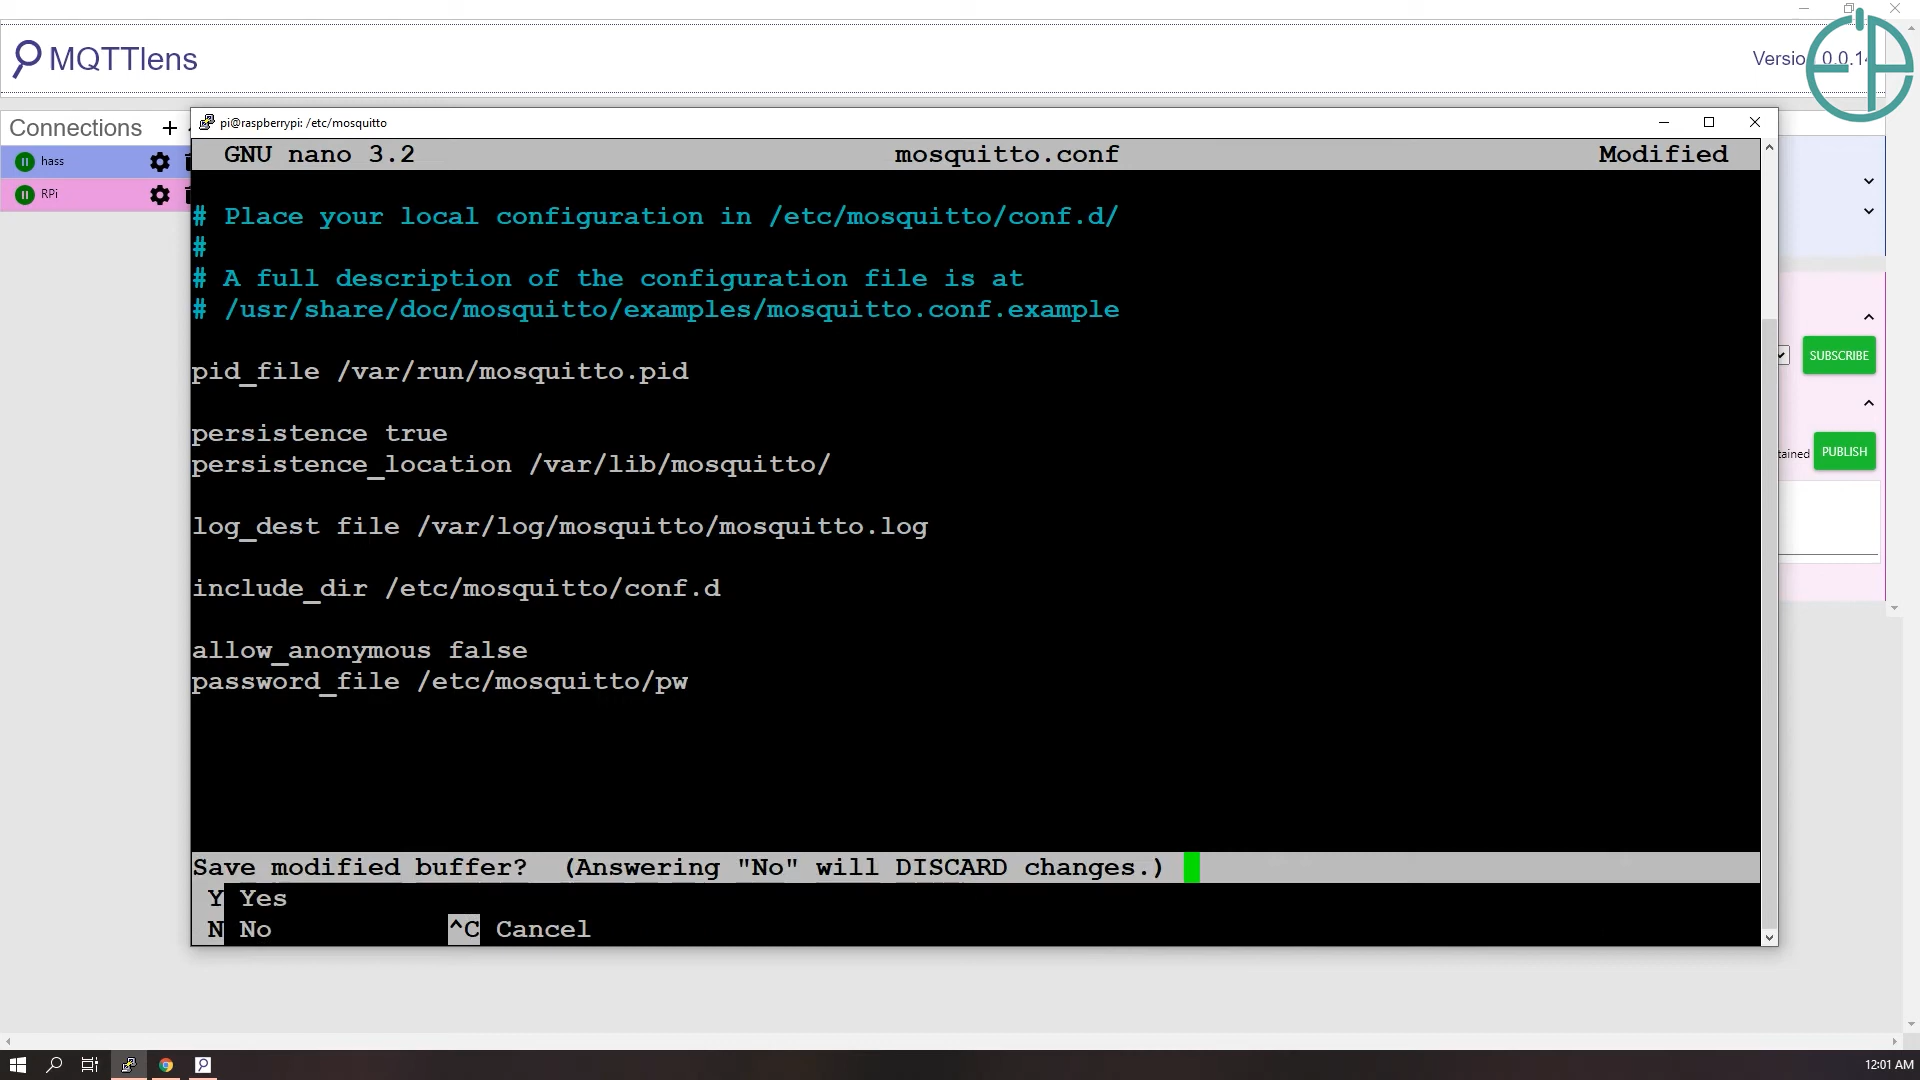 MQTTlens
Connections +
hass
RPi
pi@raspberrypi: /etc/mosquitto
GNU nano 3.2 mosquitto.conf Modified
# Place your local configuration in /etc/mosquitto/conf.d/
#
# A full description of the configuration file is at
# /usr/share/doc/mosquitto/examples/mosquitto.conf.example
pid_file /var/run/mosquitto.pid
persistence true
persistence_location /var/lib/mosquitto/
log_dest file /var/log/mosquitto/mosquitto.log
include_dir /etc/mosquitto/conf.d
allow_anonymous false
password_file /etc/mosquitto/pw
Save modified buffer? (Answering "No" will DISCARD changes.)
Y Yes
N No ^C Cancel
SUBSCRIBE
tained PUBLISH
12:01 AM